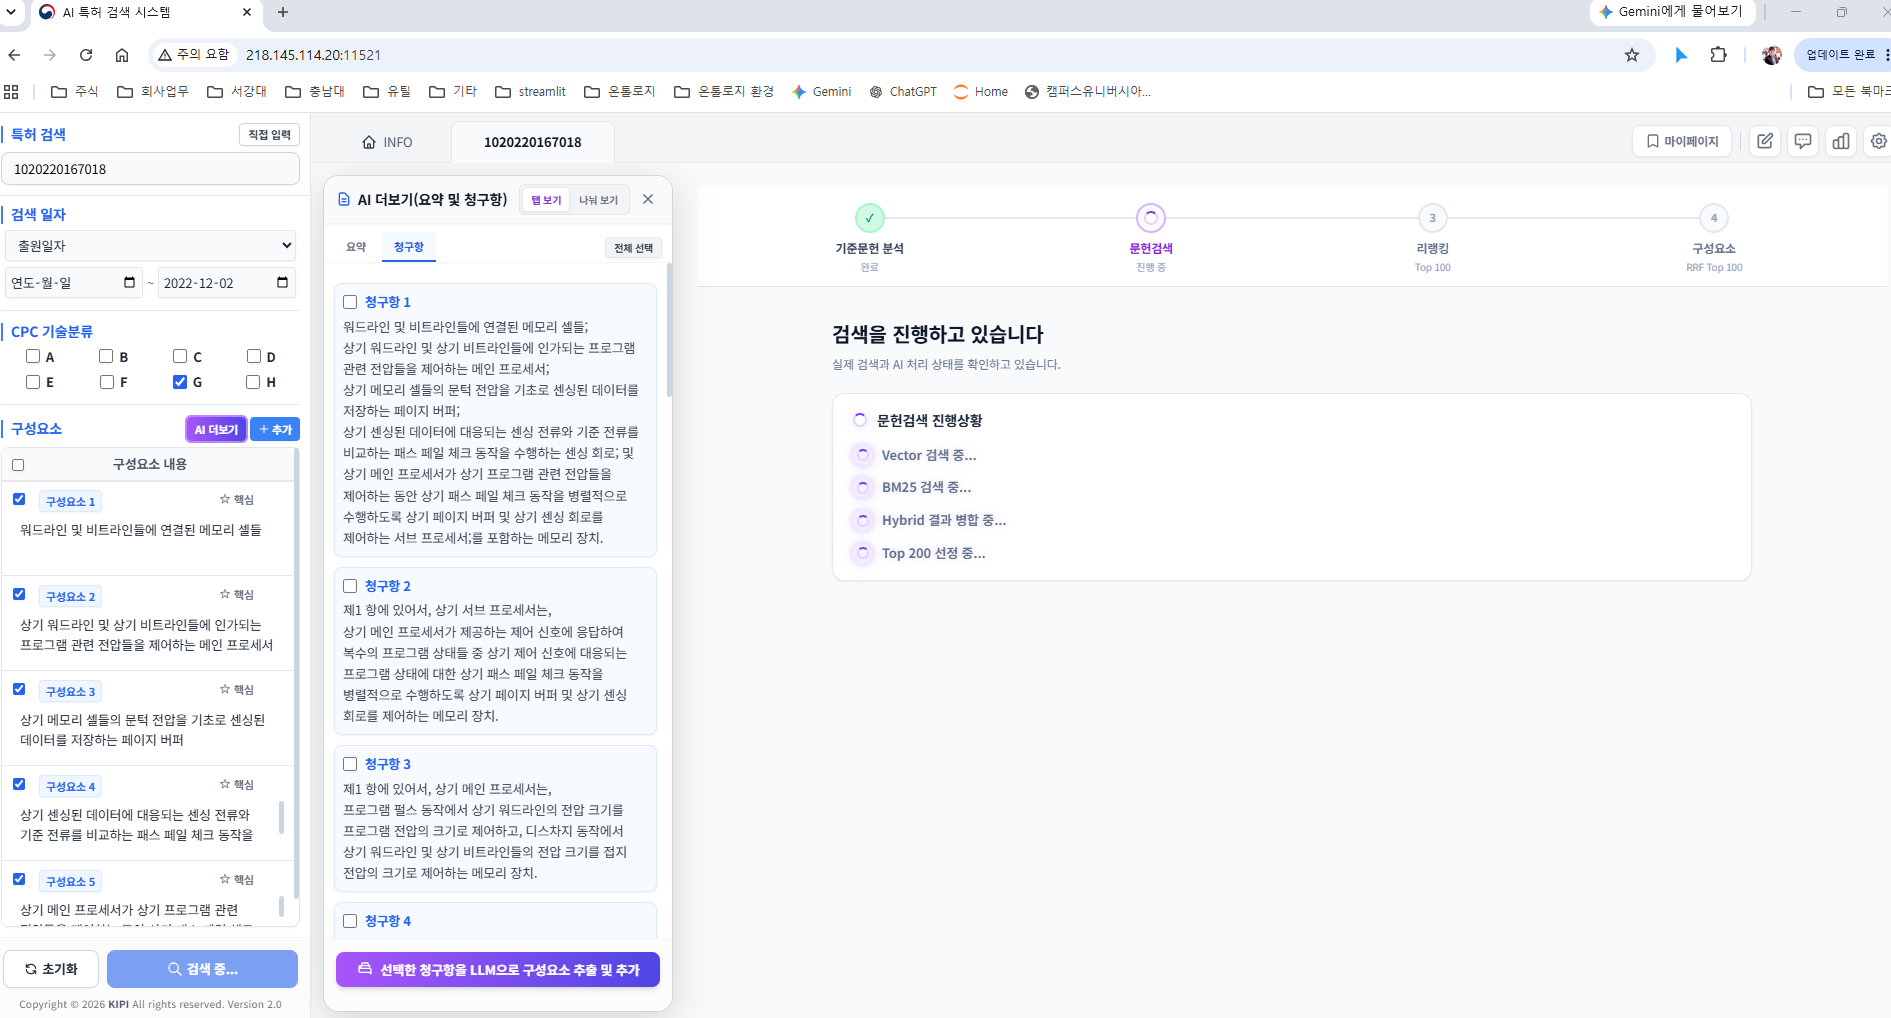 AI 특허 검색 시스템
Gemini에게 물어보기
주의 요함
218.145.114.20:11521
업데이트 완료
주식
회사업무
서강대
충남대
유틸
기타
streamlit
온톨로지
온톨로지 환경
Gemini
ChatGPT
Home
캠퍼스유니버시아...
모든 북마크
특허 검색
직접 입력
1020220167018
검색 일자
출원일자
연도-월-일
~
2022-12-02
CPC 기술분류
A
B
C
D
E
F
G
H
구성요소
AI 더보기
+ 추가
구성요소 내용
구성요소 1
☆ 핵심
워드라인 및 비트라인들에 연결된 메모리 셀들
구성요소 2
☆ 핵심
상기 워드라인 및 상기 비트라인들에 인가되는
프로그램 관련 전압들을 제어하는 메인 프로세서
구성요소 3
☆ 핵심
상기 메모리 셀들의 문턱 전압을 기초로 센싱된
데이터를 저장하는 페이지 버퍼
구성요소 4
☆ 핵심
상기 센싱된 데이터에 대응되는 센싱 전류와
기준 전류를 비교하는 패스 페일 체크 동작을
구성요소 5
☆ 핵심
상기 메인 프로세서가 상기 프로그램 관련
초기화
검색 중...
Copyright © 2026 KIPI All rights reserved. Version 2.0
INFO
1020220167018
마이페이지
AI 더보기(요약 및 청구항)
탭 보기
나눠 보기
요약
청구항
전체 선택
청구항 1
워드라인 및 비트라인들에 연결된 메모리 셀들;
상기 워드라인 및 상기 비트라인들에 인가되는 프로그램
관련 전압들을 제어하는 메인 프로세서;
상기 메모리 셀들의 문턱 전압을 기초로 센싱된 데이터를
저장하는 페이지 버퍼;
상기 센싱된 데이터에 대응되는 센싱 전류와 기준 전류를
비교하는 패스 페일 체크 동작을 수행하는 센싱 회로; 및
상기 메인 프로세서가 상기 프로그램 관련 전압들을
제어하는 동안 상기 패스 페일 체크 동작을 병렬적으로
수행하도록 상기 페이지 버퍼 및 상기 센싱 회로를
제어하는 서브 프로세서;를 포함하는 메모리 장치.
청구항 2
제1 항에 있어서, 상기 서브 프로세서는,
상기 메인 프로세서가 제공하는 제어 신호에 응답하여
복수의 프로그램 상태들 중 상기 제어 신호에 대응되는
프로그램 상태에 대한 상기 패스 페일 체크 동작을
병렬적으로 수행하도록 상기 페이지 버퍼 및 상기 센싱
회로를 제어하는 메모리 장치.
청구항 3
제1 항에 있어서, 상기 메인 프로세서는,
프로그램 펄스 동작에서 상기 워드라인의 전압 크기를
프로그램 전압의 크기로 제어하고, 디스차지 동작에서
상기 워드라인 및 상기 비트라인들의 전압 크기를 접지
전압의 크기로 제어하는 메모리 장치.
청구항 4
선택한 청구항을 LLM으로 구성요소 추출 및 추가
✓
기준문헌 분석
완료
문헌검색
진행 중
3
리랭킹
Top 100
4
구성요소
RRF Top 100
검색을 진행하고 있습니다
실제 검색과 AI 처리 상태를 확인하고 있습니다.
문헌검색 진행상황
Vector 검색 중...
BM25 검색 중...
Hybrid 결과 병합 중...
Top 200 선정 중...